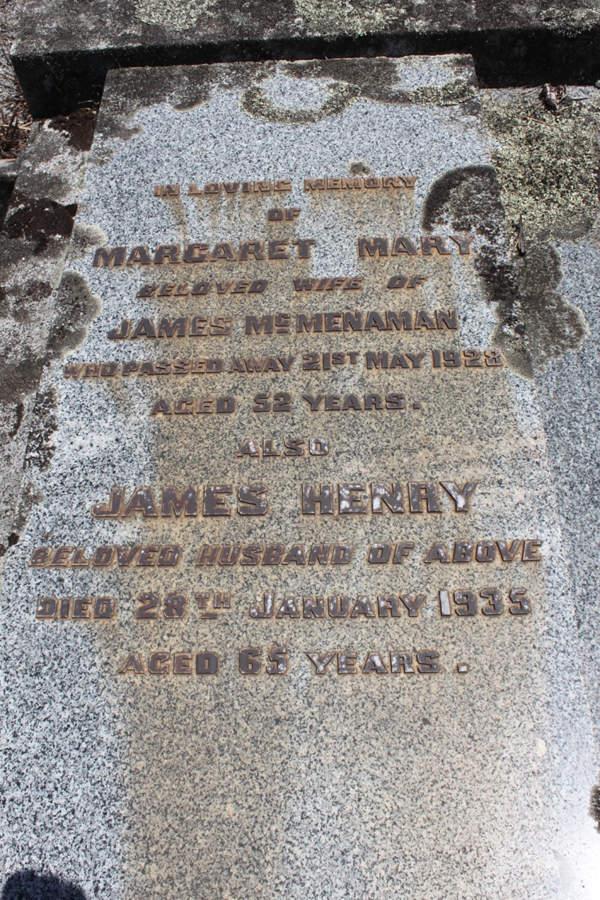 IN LOVING MEMORY
OF
MARGARET MARY
BELOVED WIFE OF
JAMES McMENAMAN
WHO PASSED AWAY 21ST MAY 1928
AGED 52 YEARS.
ALSO
JAMES HENRY
BELOVED HUSBAND OF ABOVE
DIED 28TH JANUARY 1935
AGED 65 YEARS.